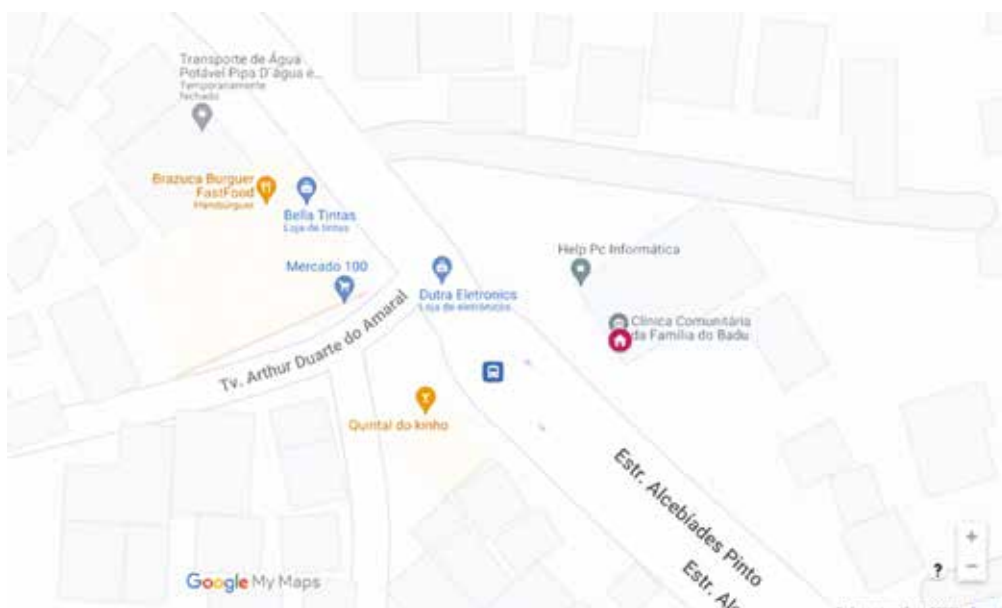 Transporte de Água
Potável Pipa D'água e...
Temporariamente
fechado
Brazuca Burguer
FastFood
Hambúrguer
Bella Tintas
Loja de tintas
Mercado 100
Dutra Eletronics
Loja de eletrônicos
Help Pc Informática
Clínica Comunitária
da Família do Badu
Tv. Arthur Duarte do Amaral
Quintal do kinho
Estr. Alcebíades Pinto
Estr. Al
Google My Maps
+
?
−